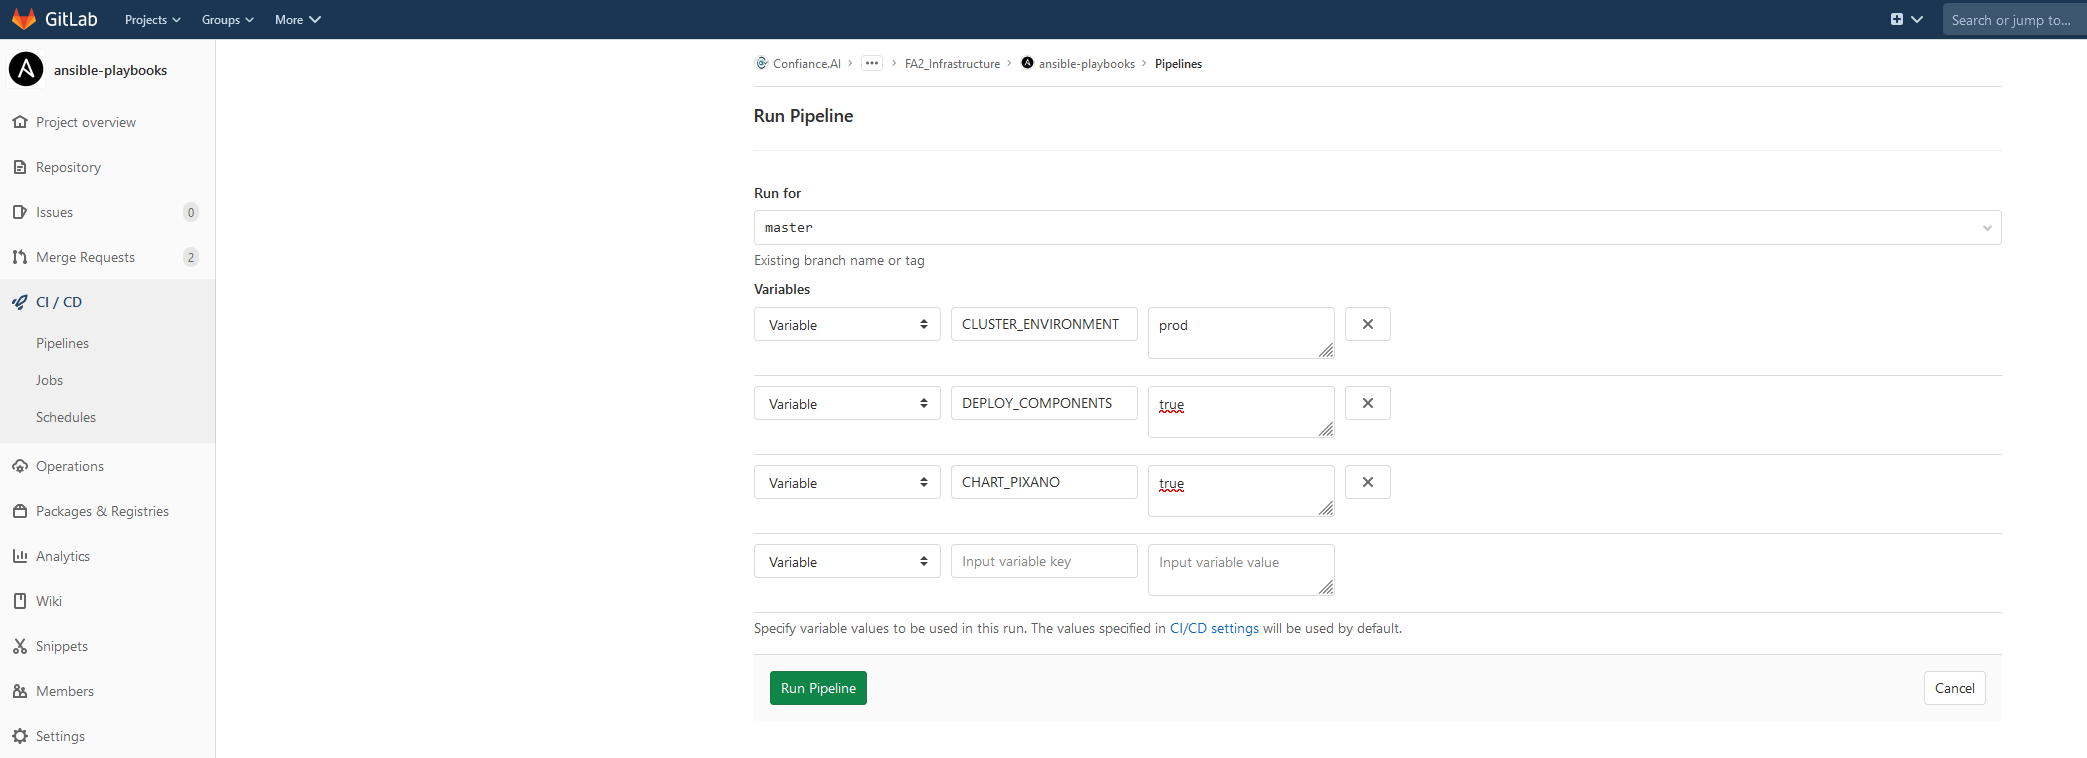 GitLab Projects Groups More Search or jump to...
ansible-playbooks
Project overview
Repository
Issues 0
Merge Requests 2
CI / CD
Pipelines
Jobs
Schedules
Operations
Packages & Registries
Analytics
Wiki
Snippets
Members
Settings
Confiance.AI > ••• > FA2_Infrastructure > ansible-playbooks > Pipelines
Run Pipeline
Run for
master
Existing branch name or tag
Variables
Variable CLUSTER_ENVIRONMENT prod
Variable DEPLOY_COMPONENTS true
Variable CHART_PIXANO true
Variable Input variable key Input variable value
Specify variable values to be used in this run. The values specified in CI/CD settings will be used by default.
Run Pipeline Cancel